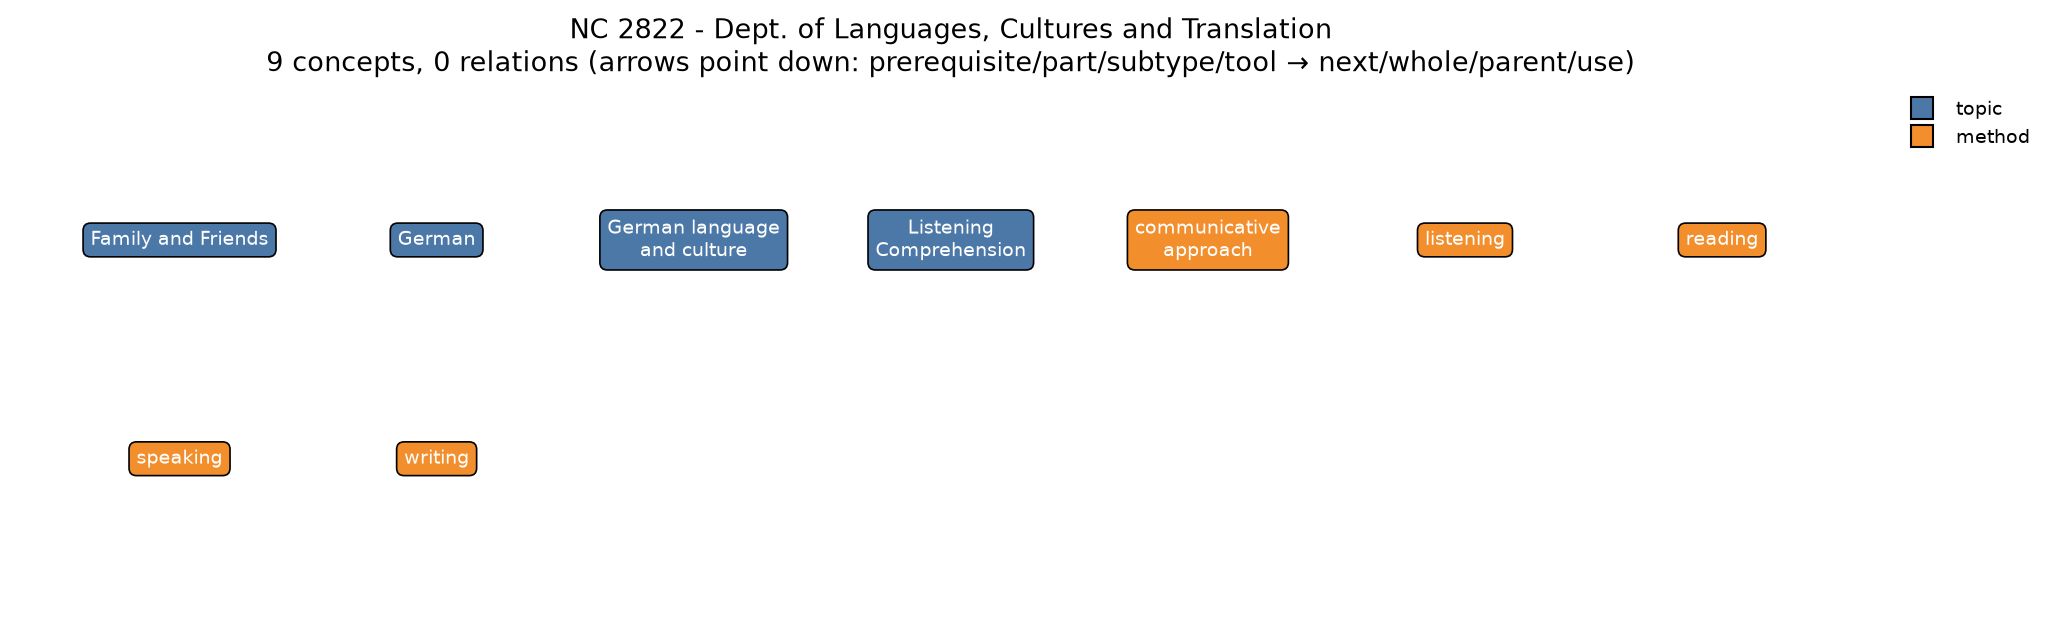 NC 2822 - Dept. of Languages, Cultures and Translation
9 concepts, 0 relations (arrows point down: prerequisite/part/subtype/tool → next/whole/parent/use)
topic
method
Family and Friends
German
German language
and culture
Listening
Comprehension
communicative
approach
listening
reading
speaking
writing